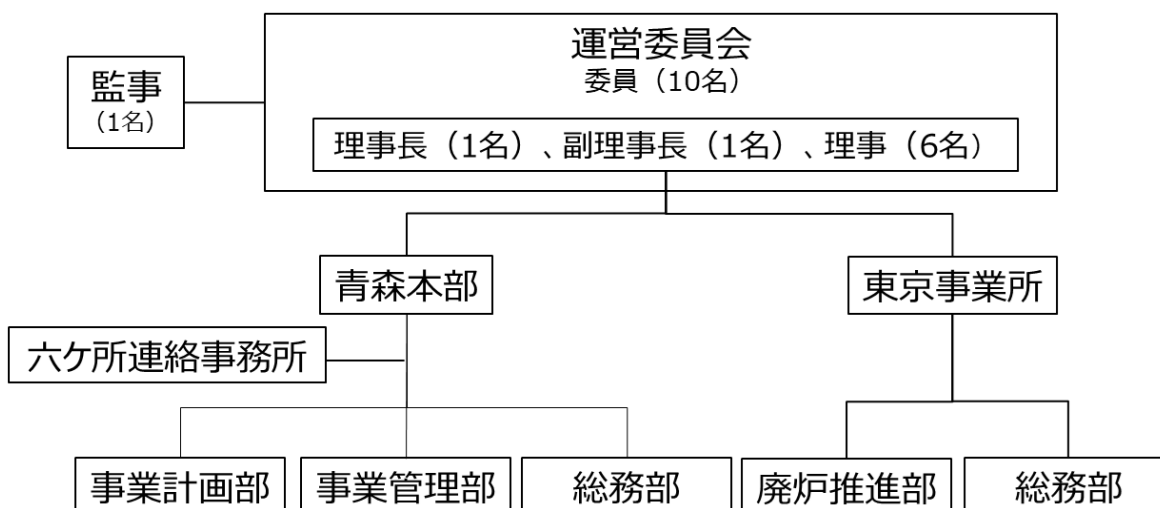 運営委員会
委員（10名）
監事
（1名）
理事長（1名）、副理事長（1名）、理事（6名）
青森本部
東京事業所
六ケ所連絡事務所
事業計画部
事業管理部
総務部
廃炉推進部
総務部